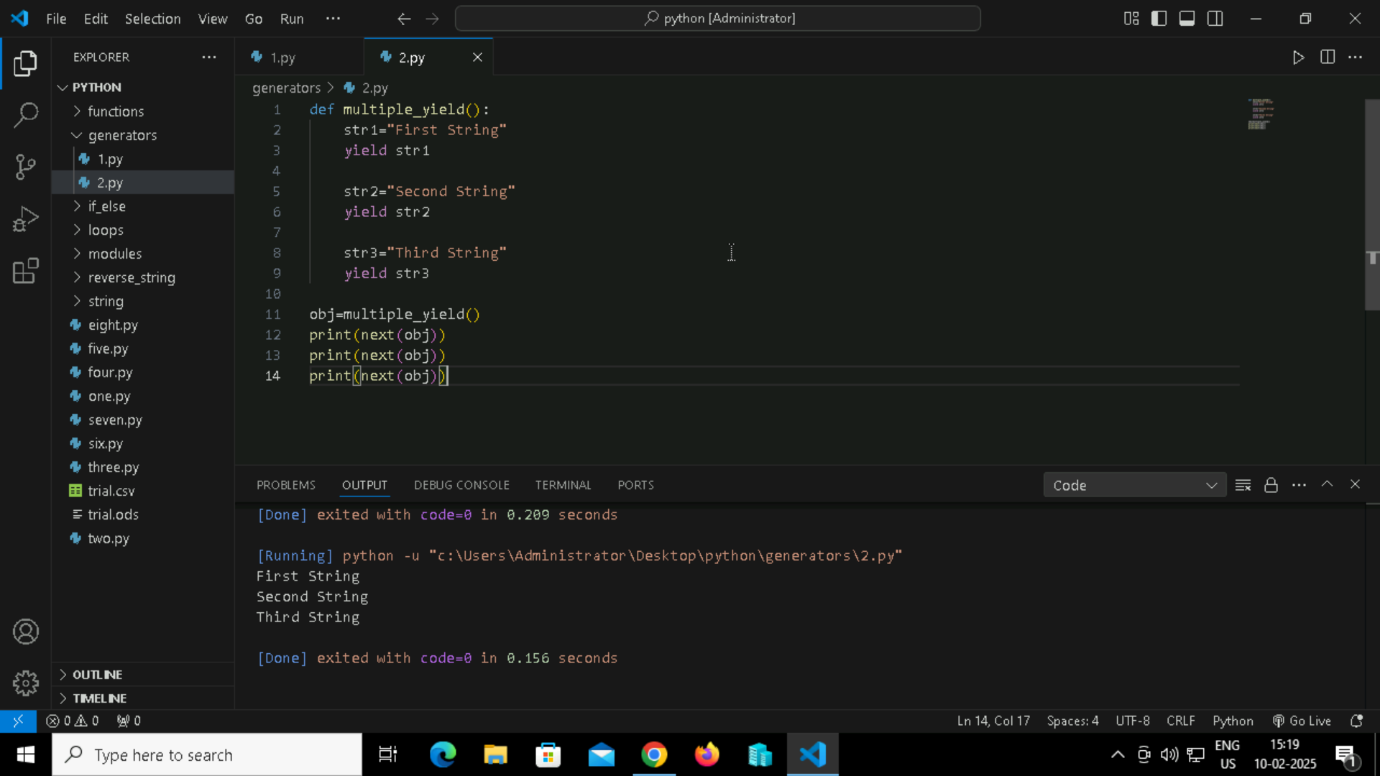 File Edit Selection View Go Run ··· python [Administrator]
EXPLORER ···
1.py 2.py
PYTHON
functions
generators
1.py
2.py
if_else
loops
modules
reverse_string
string
eight.py
five.py
four.py
one.py
seven.py
six.py
three.py
trial.csv
trial.ods
two.py
OUTLINE
TIMELINE
generators > 2.py
1 def multiple_yield():
2 str1="First String"
3 yield str1
4
5 str2="Second String"
6 yield str2
7
8 str3="Third String"
9 yield str3
10
11 obj=multiple_yield()
12 print(next(obj))
13 print(next(obj))
14 print(next(obj))
PROBLEMS OUTPUT DEBUG CONSOLE TERMINAL PORTS Code
[Done] exited with code=0 in 0.209 seconds
[Running] python -u "c:\Users\Administrator\Desktop\python\generators\2.py"
First String
Second String
Third String
[Done] exited with code=0 in 0.156 seconds
0 0 0 Ln 14, Col 17 Spaces: 4 UTF-8 CRLF Python Go Live
Type here to search
ENG
US
15:19
10-02-2025
1